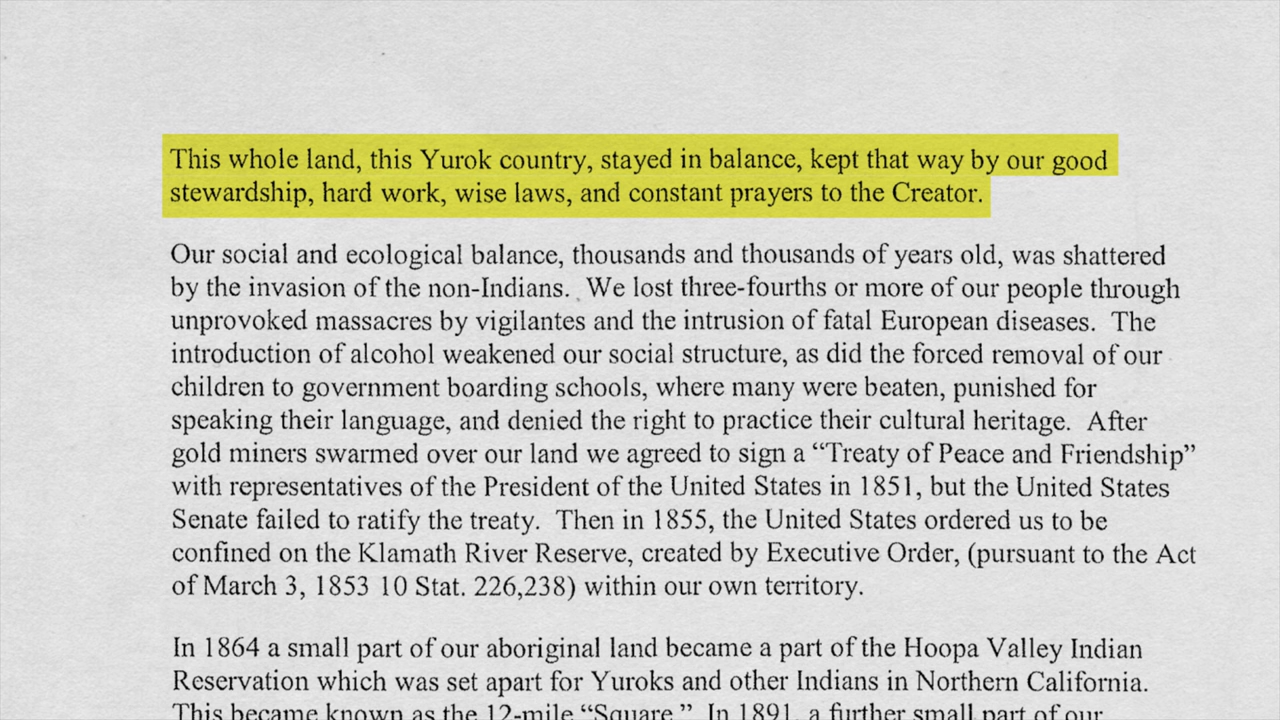 This whole land, this Yurok country, stayed in balance, kept that way by our good
stewardship, hard work, wise laws, and constant prayers to the Creator.
Our social and ecological balance, thousands and thousands of years old, was shattered
by the invasion of the non-Indians.  We lost three-fourths or more of our people through
unprovoked massacres by vigilantes and the intrusion of fatal European diseases.  The
introduction of alcohol weakened our social structure, as did the forced removal of our
children to government boarding schools, where many were beaten, punished for
speaking their language, and denied the right to practice their cultural heritage.  After
gold miners swarmed over our land we agreed to sign a “Treaty of Peace and Friendship”
with representatives of the President of the United States in 1851, but the United States
Senate failed to ratify the treaty.  Then in 1855, the United States ordered us to be
confined on the Klamath River Reserve, created by Executive Order, (pursuant to the Act
of March 3, 1853 10 Stat. 226,238) within our own territory.
In 1864 a small part of our aboriginal land became a part of the Hoopa Valley Indian
Reservation which was set apart for Yuroks and other Indians in Northern California.
This became known as the 12-mile “Square.”  In 1891, a further small part of our